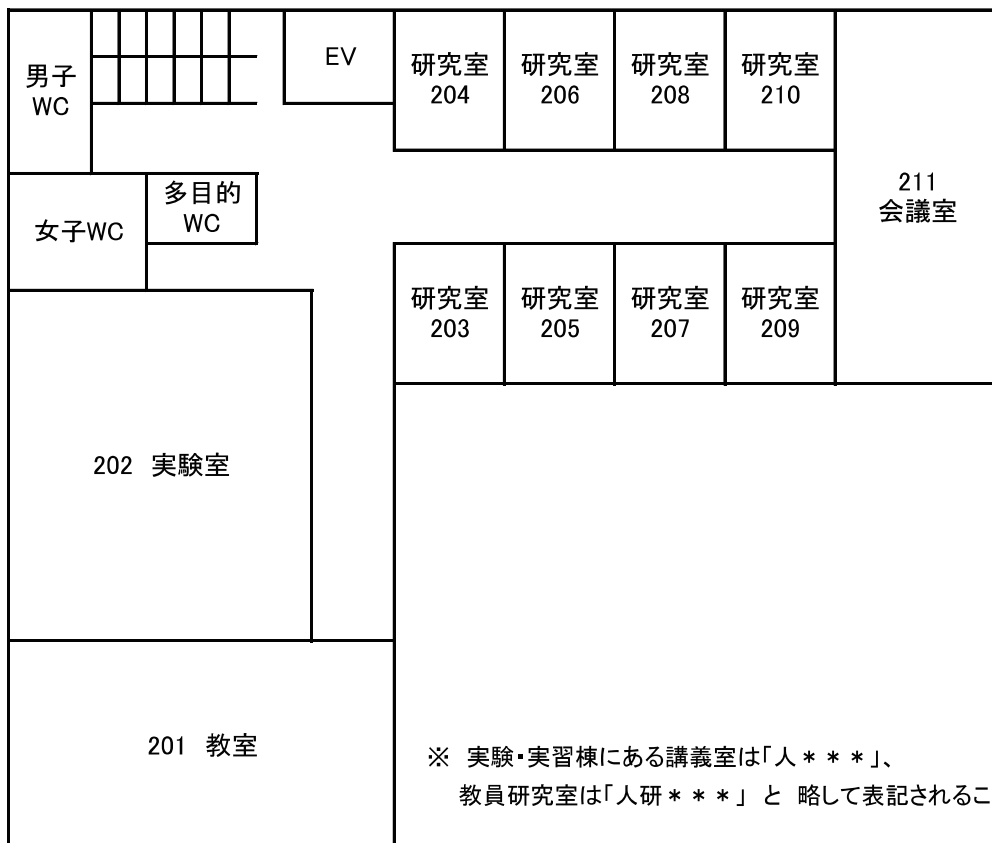 男子
WC
EV
研究室
204
研究室
206
研究室
208
研究室
210
211
会議室
女子WC
多目的
WC
研究室
203
研究室
205
研究室
207
研究室
209
202 実験室
201 教室
※ 実験・実習棟にある講義室は「人＊＊＊」、
教員研究室は「人研＊＊＊」 と 略して表記されるこ